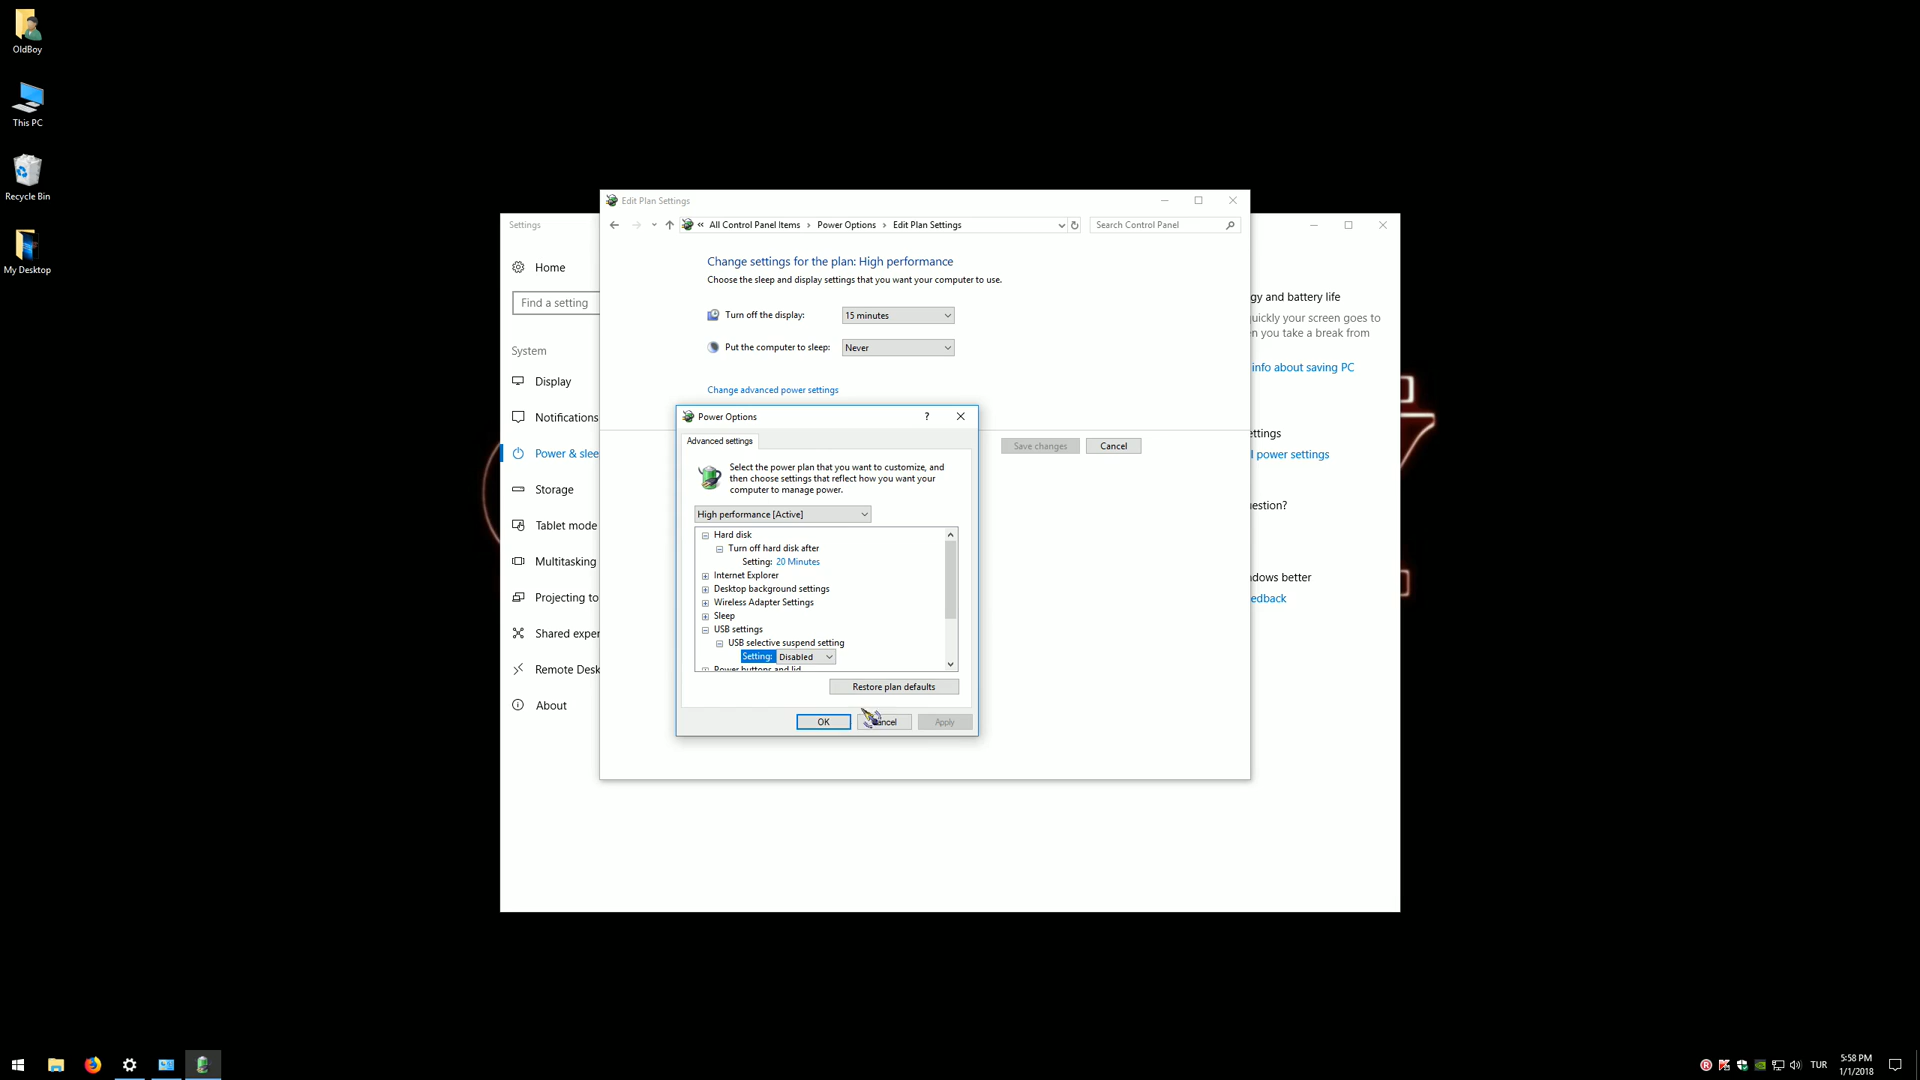 OldBoy
This PC
Recycle Bin
My Desktop
Settings
Home
Find a setting
System
Display
Notifications
Power & slee
Storage
Tablet mode
Multitasking
Projecting to
Shared exper
Remote Desk
About
Edit Plan Settings
« All Control Panel Items › Power Options › Edit Plan Settings
Search Control Panel
Change settings for the plan: High performance
Choose the sleep and display settings that you want your computer to use.
Turn off the display: 15 minutes
Put the computer to sleep: Never
Change advanced power settings
Save changes
Cancel
Power Options
?
Advanced settings
Select the power plan that you want to customize, and
then choose settings that reflect how you want your
computer to manage power.
High performance [Active]
Hard disk
Turn off hard disk after
Setting: 20 Minutes
Internet Explorer
Desktop background settings
Wireless Adapter Settings
Sleep
USB settings
USB selective suspend setting
Setting: Disabled
Power buttons and lid
Restore plan defaults
OK
Cancel
Apply
gy and battery life
uickly your screen goes to
n you take a break from
info about saving PC
ettings
l power settings
uestion?
dows better
edback
TUR
5:58 PM
1/1/2018